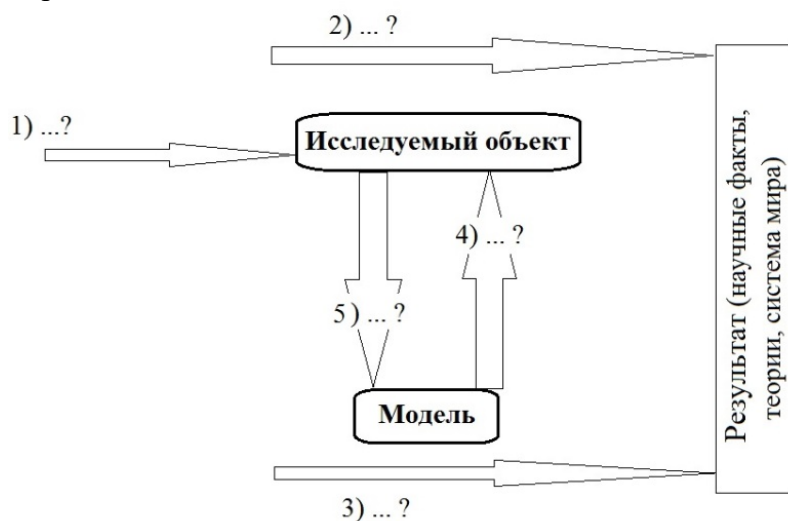 2) ... ?
1) ...?
Исследуемый объект
4) ... ?
5) ... ?
Модель
3) ... ?
Результат (научные факты,
теории, система мира)